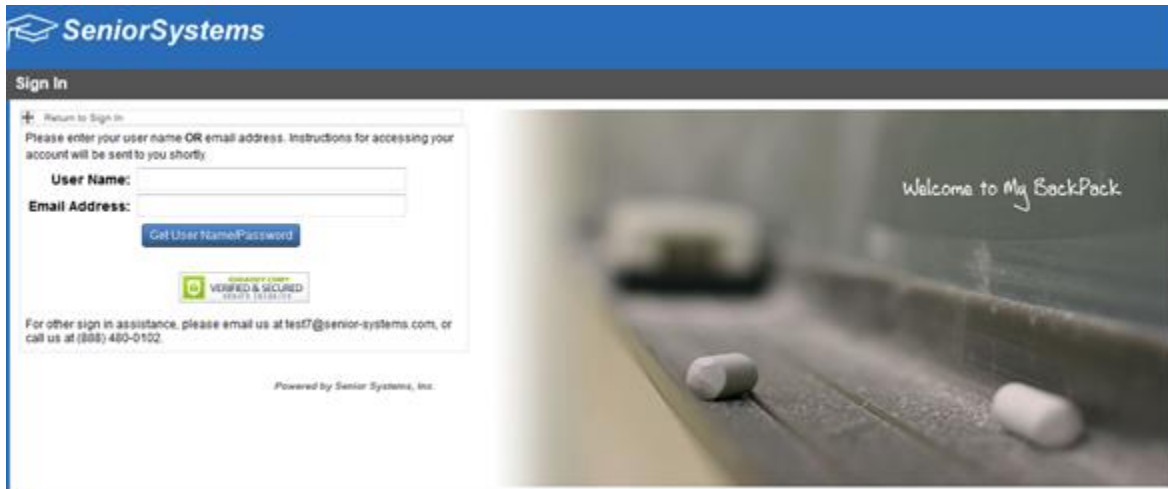 SeniorSystems
Sign In
Return to Sign In
Please enter your user name OR email address. Instructions for accessing your
account will be sent to you shortly
User Name:
Email Address:
Get User Name/Password
VERIFIED & SECURED
For other sign in assistance, please email us at test7@senior-systems.com, or
call us at (888) 480-0102.
Powered by Senior Systems, Inc.
Welcome to My BackPack